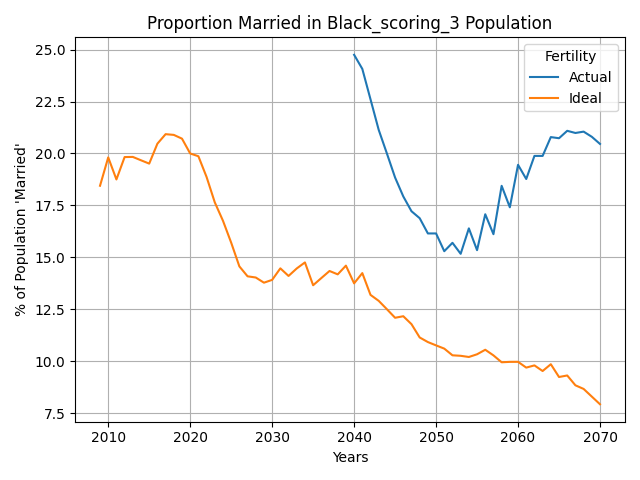 Proportion Married in Black_scoring_3 Population
Fertility
Actual
Ideal
% of Population 'Married'
25.0
22.5
20.0
17.5
15.0
12.5
10.0
7.5
2010 2020 2030 2040 2050 2060 2070
Years